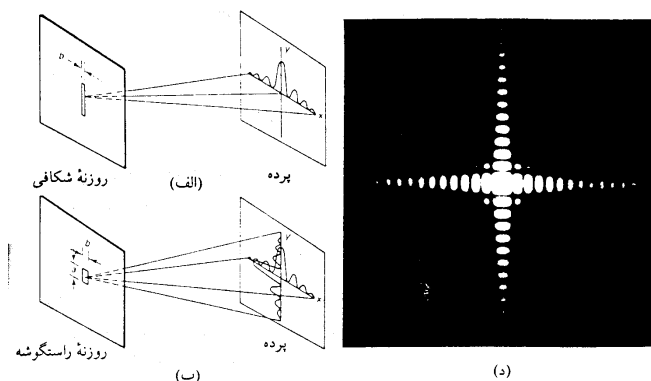 D
y
x
روزنهٔ شکافی
(الف)
پرده
D
y
x
روزنهٔ راستگوشه
(ب)
پرده
(د)